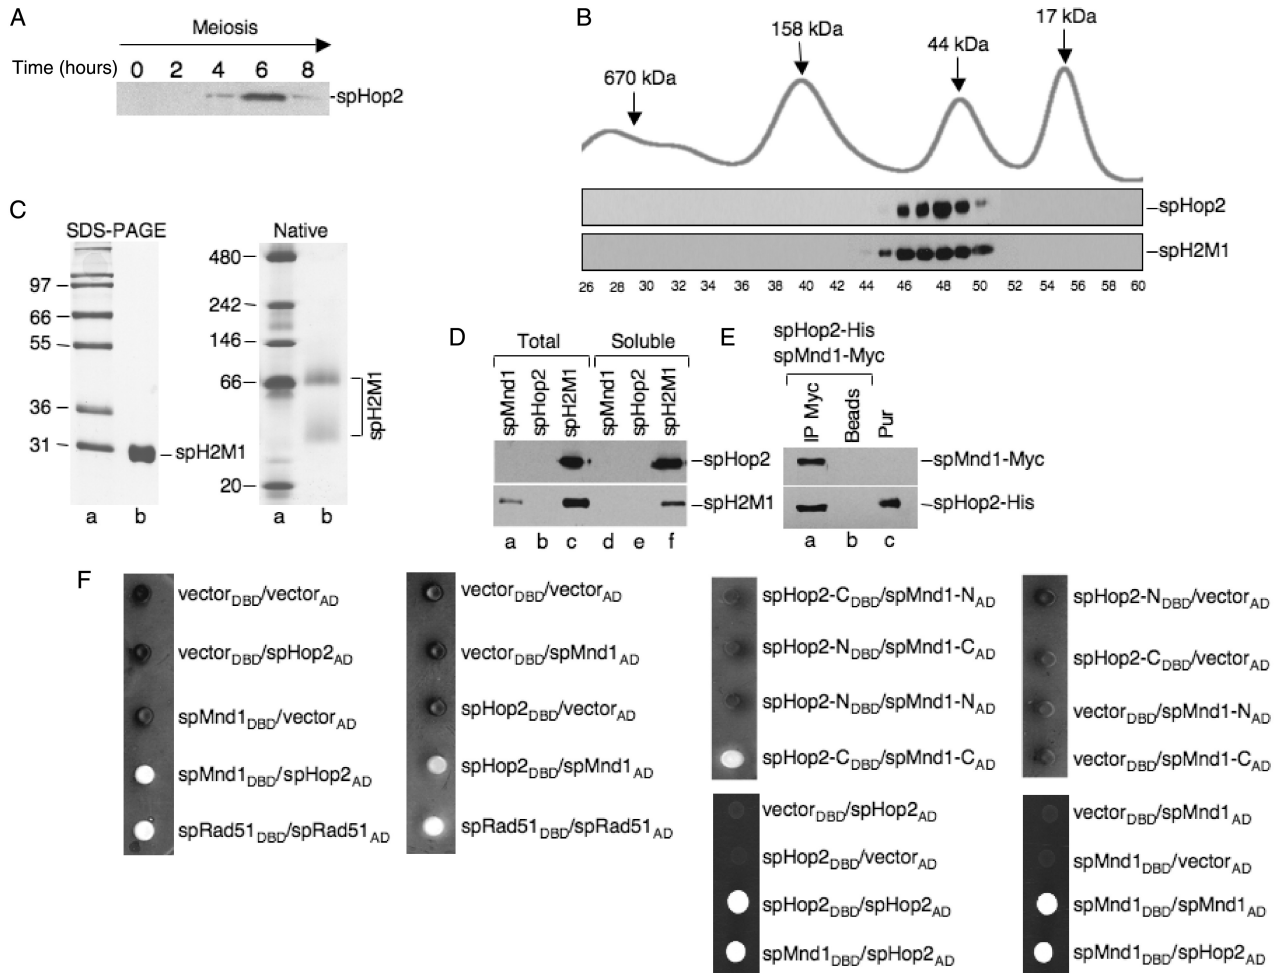 A
Meiosis
Time (hours) 0 2 4 6 8
-spHop2
B
670 kDa
158 kDa
44 kDa
17 kDa
–spHop2
–spH2M1
26 28 30 32 34 36 38 40 42 44 46 48 50 52 54 56 58 60
C
SDS-PAGE
97
66
55
36
31
spH2M1
a b
Native
480
242
146
66
20
spH2M1
a b
D
Total Soluble
spMnd1 spHop2 spH2M1 spMnd1 spHop2 spH2M1
–spHop2
–spH2M1
a b c d e f
E
spHop2-His
spMnd1-Myc
IP Myc Beads Pur
–spMnd1-Myc
–spHop2-His
a b c
F
vectorDBD/vectorAD
vectorDBD/spHop2AD
spMnd1DBD/vectorAD
spMnd1DBD/spHop2AD
spRad51DBD/spRad51AD
vectorDBD/vectorAD
vectorDBD/spMnd1AD
spHop2DBD/vectorAD
spHop2DBD/spMnd1AD
spRad51DBD/spRad51AD
spHop2-CDBD/spMnd1-NAD
spHop2-NDBD/spMnd1-CAD
spHop2-NDBD/spMnd1-NAD
spHop2-CDBD/spMnd1-CAD
spHop2-NDBD/vectorAD
spHop2-CDBD/vectorAD
vectorDBD/spMnd1-NAD
vectorDBD/spMnd1-CAD
vectorDBD/spHop2AD
spHop2DBD/vectorAD
spHop2DBD/spHop2AD
spMnd1DBD/spHop2AD
vectorDBD/spMnd1AD
spMnd1DBD/vectorAD
spMnd1DBD/spMnd1AD
spMnd1DBD/spHop2AD